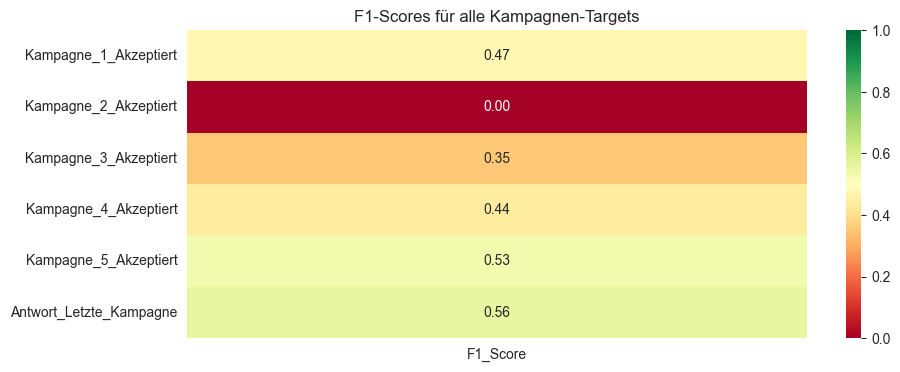 F1-Scores für alle Kampagnen-Targets
Kampagne_1_Akzeptiert
0.47
Kampagne_2_Akzeptiert
0.00
Kampagne_3_Akzeptiert
0.35
Kampagne_4_Akzeptiert
0.44
Kampagne_5_Akzeptiert
0.53
Antwort_Letzte_Kampagne
0.56
F1_Score
1.0
0.8
0.6
0.4
0.2
0.0